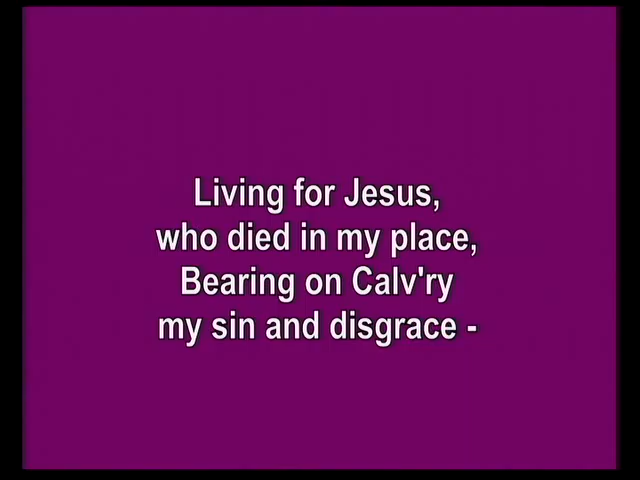 Living for Jesus,
who died in my place,
Bearing on Calv'ry
my sin and disgrace -